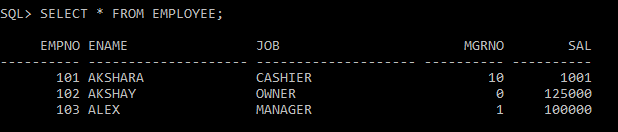 SQL> SELECT * FROM EMPLOYEE;
     EMPNO ENAME                JOB                       MGRNO        SAL
---------- -------------------- -------------------- ---------- ----------
       101 AKSHARA              CASHIER                      10       1001
       102 AKSHAY               OWNER                         0     125000
       103 ALEX                 MANAGER                       1     100000